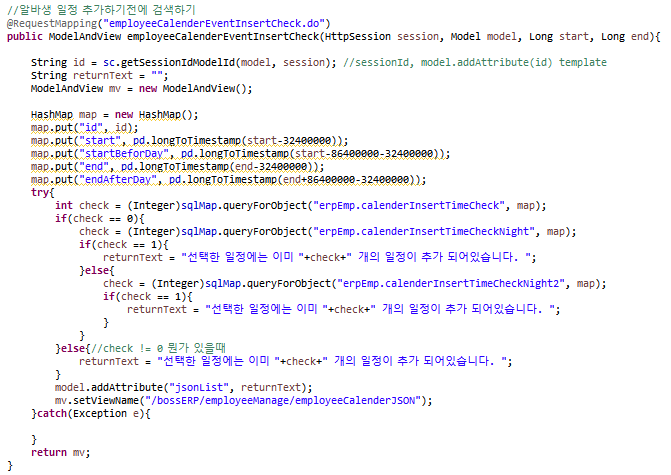 //알바생 일정 추가하기전에 검색하기
@RequestMapping("employeeCalenderEventInsertCheck.do")
public ModelAndView employeeCalenderEventInsertCheck(HttpSession session, Model model, Long start, Long end){
String id = sc.getSessionIdModelId(model, session); //sessionId, model.addAttribute(id) template
String returnText = "";
ModelAndView mv = new ModelAndView();
HashMap map = new HashMap();
map.put("id", id);
map.put("start", pd.longToTimestamp(start-32400000));
map.put("startBeforDay", pd.longToTimestamp(start-86400000-32400000));
map.put("end", pd.longToTimestamp(end-32400000));
map.put("endAfterDay", pd.longToTimestamp(end+86400000-32400000));
try{
int check = (Integer)sqlMap.queryForObject("erpEmp.calenderInsertTimeCheck", map);
if(check == 0){
check = (Integer)sqlMap.queryForObject("erpEmp.calenderInsertTimeCheckNight", map);
if(check == 1){
returnText = "선택한 일정에는 이미 "+check+" 개의 일정이 추가 되어있습니다. ";
}else{
check = (Integer)sqlMap.queryForObject("erpEmp.calenderInsertTimeCheckNight2", map);
if(check == 1){
returnText = "선택한 일정에는 이미 "+check+" 개의 일정이 추가 되어있습니다. ";
}
}
}else{//check != 0 뭔가 있을때
returnText = "선택한 일정에는 이미 "+check+" 개의 일정이 추가 되어있습니다. ";
}
model.addAttribute("jsonList", returnText);
mv.setViewName("/bossERP/employeeManage/employeeCalenderJSON");
}catch(Exception e){
}
return mv;
}